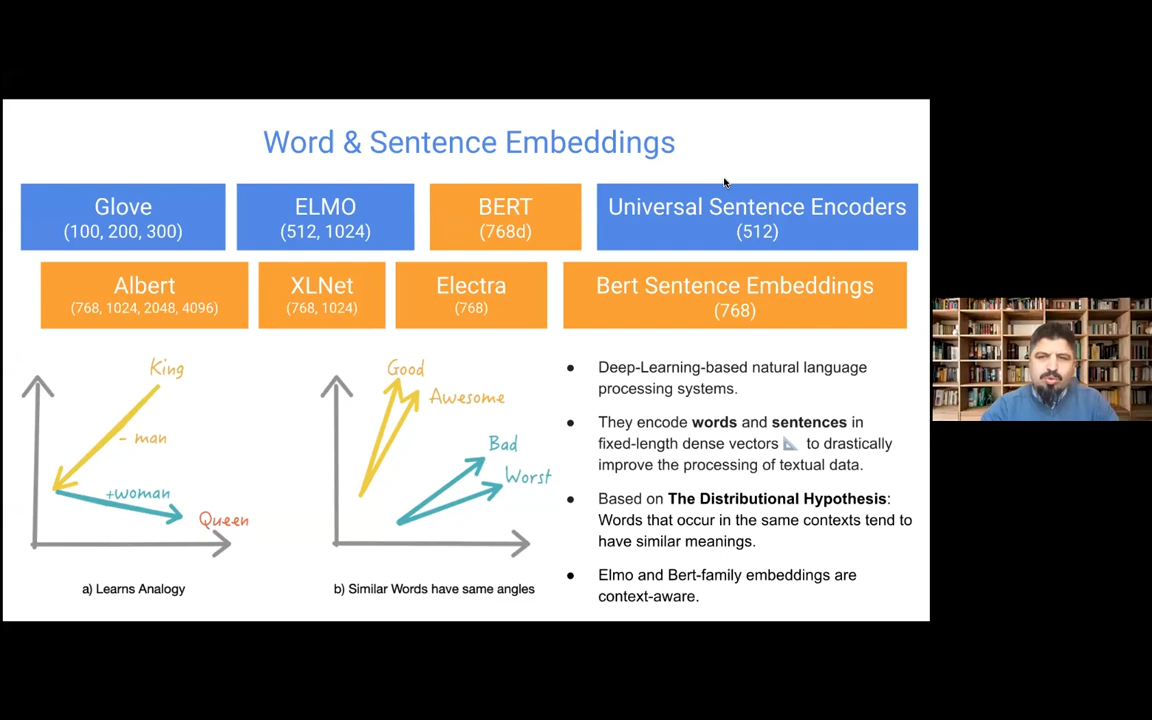 Word & Sentence Embeddings
Glove
(100, 200, 300)
ELMO
(512, 1024)
BERT
(768d)
Universal Sentence Encoders
(512)
Albert
(768, 1024, 2048, 4096)
XLNet
(768, 1024)
Electra
(768)
Bert Sentence Embeddings
(768)
King
- man
+woman
Queen
a) Learns Analogy
Good
Awesome
Bad
Worst
b) Similar Words have same angles
● Deep-Learning-based natural language
processing systems.
● They encode words and sentences in
fixed-length dense vectors 📐 to drastically
improve the processing of textual data.
● Based on The Distributional Hypothesis:
Words that occur in the same contexts tend to
have similar meanings.
● Elmo and Bert-family embeddings are
context-aware.